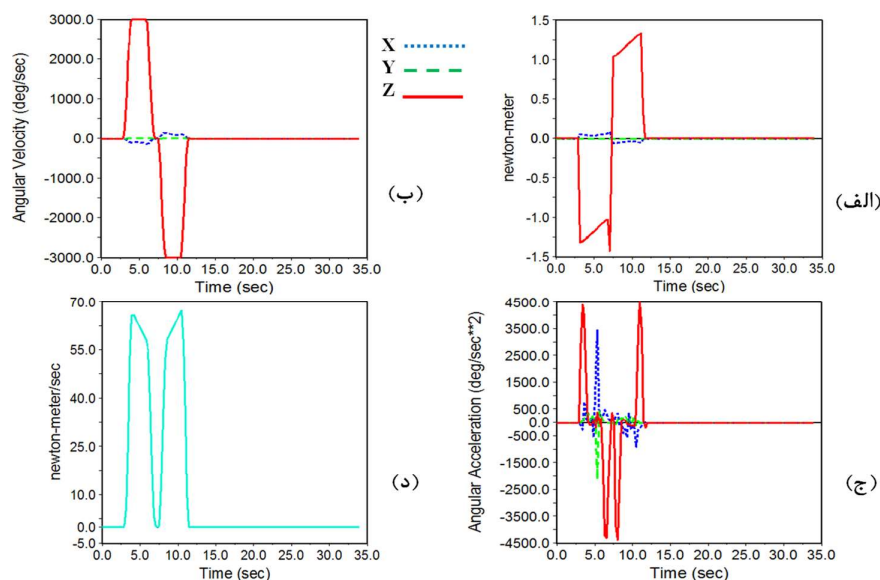 3000.0
2000.0
1000.0
0.0
-1000.0
-2000.0
-3000.0
Angular Velocity (deg/sec)
0.0 5.0 10.0 15.0 20.0 25.0 30.0 35.0
Time (sec)
(ب)
X
Y
Z
1.5
1.0
0.5
0.0
-0.5
-1.0
-1.5
newton-meter
0.0 5.0 10.0 15.0 20.0 25.0 30.0 35.0
Time (sec)
(الف)
70.0
60.0
45.0
25.0
10.0
0.0
-5.0
newton-meter/sec
0.0 5.0 10.0 15.0 20.0 25.0 30.0 35.0
Time (sec)
(د)
4500.0
3500.0
2500.0
1500.0
500.0
0.0
-500.0
-1500.0
-2500.0
-3500.0
-4500.0
Angular Acceleration (deg/sec**2)
0.0 5.0 10.0 15.0 20.0 25.0 30.0 35.0
Time (sec)
(ج)